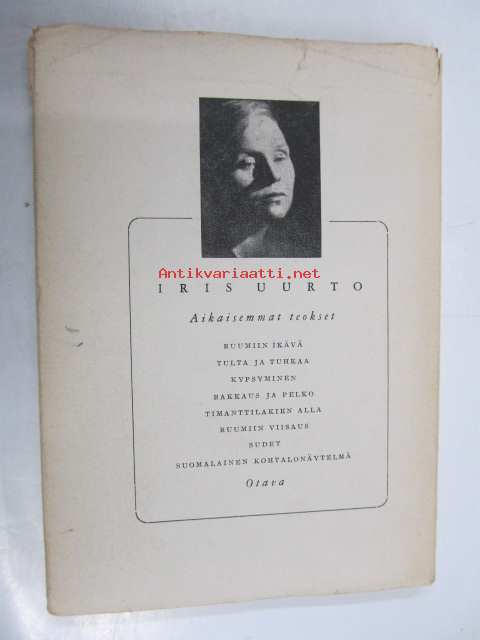 Antikvariaatti.net
IRIS UURTO
Aikaisemmat teokset
RUUMIIN IKÄVÄ
TULTA JA TUHKAA
KYPSYMINEN
RAKKAUS JA PELKO
TIMANTTILAKIEN ALLA
RUUMIIN VIISAUS
SUDET
SUOMALAINEN KOHTALONÄYTELMÄ
Otava